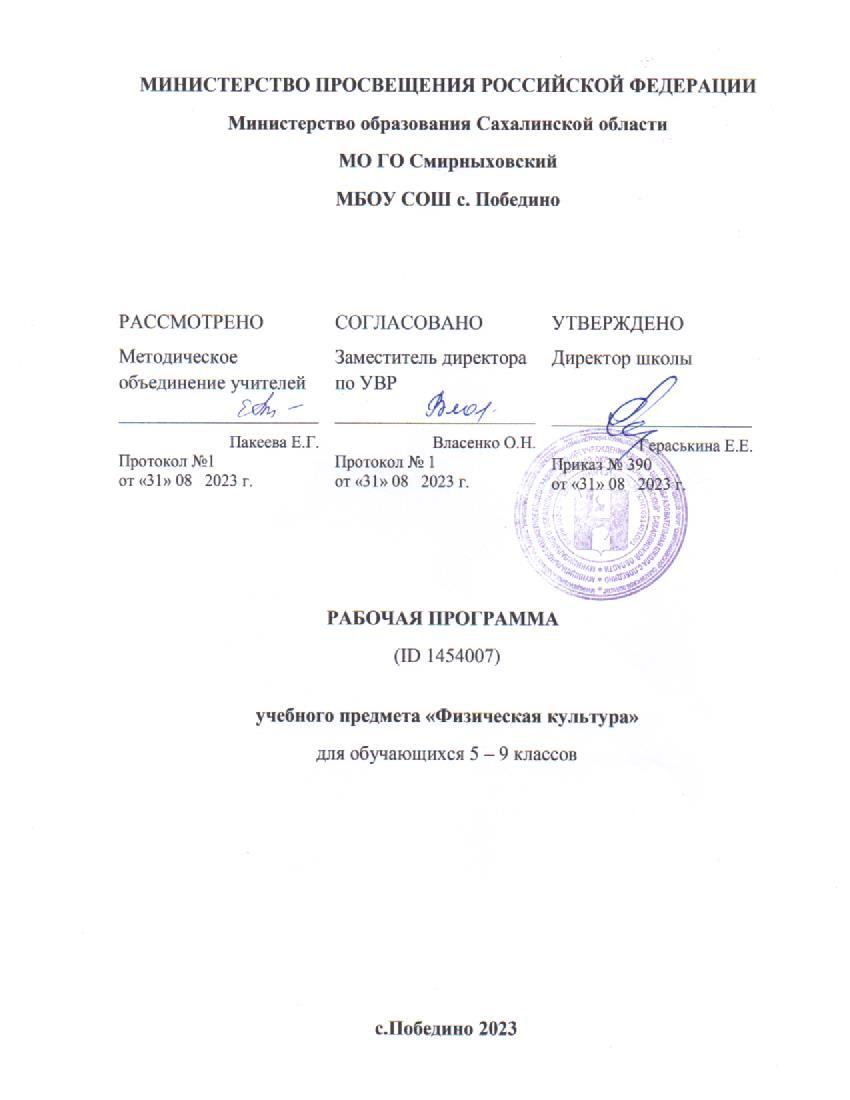 МИНИСТЕРСТВО ПРОСВЕЩЕНИЯ РОССИЙСКОЙ ФЕДЕРАЦИИ
Министерство образования Сахалинской области
МО ГО Смирныховский
МБОУ СОШ с. Победино
РАССМОТРЕНО
Методическое
объединение учителей
Пакеева Е.Г.
Протокол №1
от «31» 08 2023 г.
СОГЛАСОВАНО
Заместитель директора
по УВР
Власенко О.Н.
Протокол № 1
от «31» 08 2023 г.
УТВЕРЖДЕНО
Директор школы
Гераськина Е.Е.
Приказ № 390
от «31» 08 2023 г.
РАБОЧАЯ ПРОГРАММА
(ID 1454007)
учебного предмета «Физическая культура»
для обучающихся 5 – 9 классов
с.Победино 2023